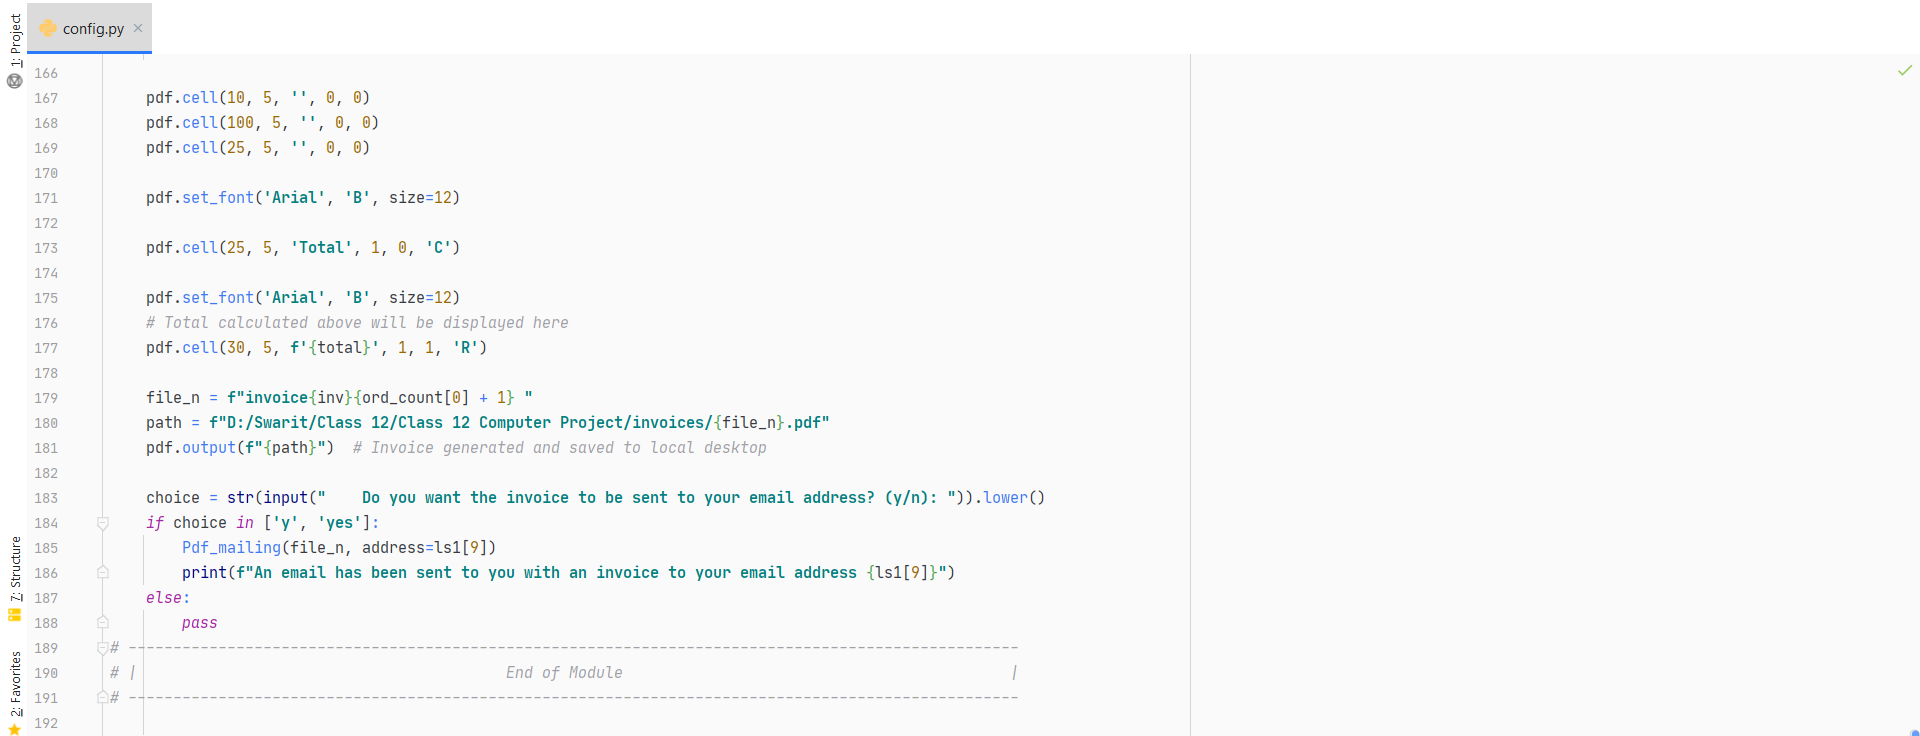 1: Project
config.py
166
167 pdf.cell(10, 5, '', 0, 0)
168 pdf.cell(100, 5, '', 0, 0)
169 pdf.cell(25, 5, '', 0, 0)
170
171 pdf.set_font('Arial', 'B', size=12)
172
173 pdf.cell(25, 5, 'Total', 1, 0, 'C')
174
175 pdf.set_font('Arial', 'B', size=12)
176 # Total calculated above will be displayed here
177 pdf.cell(30, 5, f'{total}', 1, 1, 'R')
178
179 file_n = f"invoice{inv}{ord_count[0] + 1} "
180 path = f"D:/Swarit/Class 12/Class 12 Computer Project/invoices/{file_n}.pdf"
181 pdf.output(f"{path}")  # Invoice generated and saved to local desktop
182
183 choice = str(input("    Do you want the invoice to be sent to your email address? (y/n): ")).lower()
184 if choice in ['y', 'yes']:
185     Pdf_mailing(file_n, address=ls1[9])
186     print(f"An email has been sent to you with an invoice to your email address {ls1[9]}")
187 else:
188     pass
189 # ---------------------------------------------------------------------------------------------------
190 # |                                         End of Module                                           |
191 # ---------------------------------------------------------------------------------------------------
192
7: Structure
2: Favorites